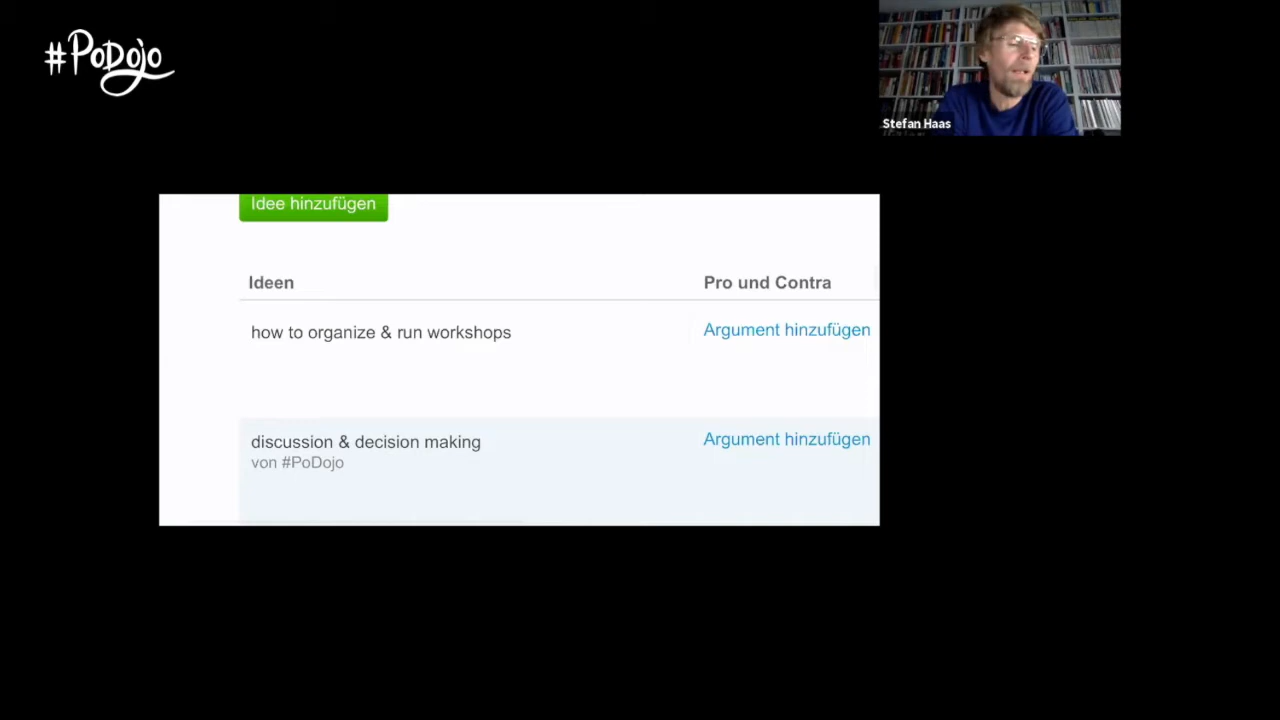 #PoDojo
Stefan Haas
Idee hinzufügen
Ideen
Pro und Contra
how to organize & run workshops
Argument hinzufügen
discussion & decision making
Argument hinzufügen
von #PoDojo